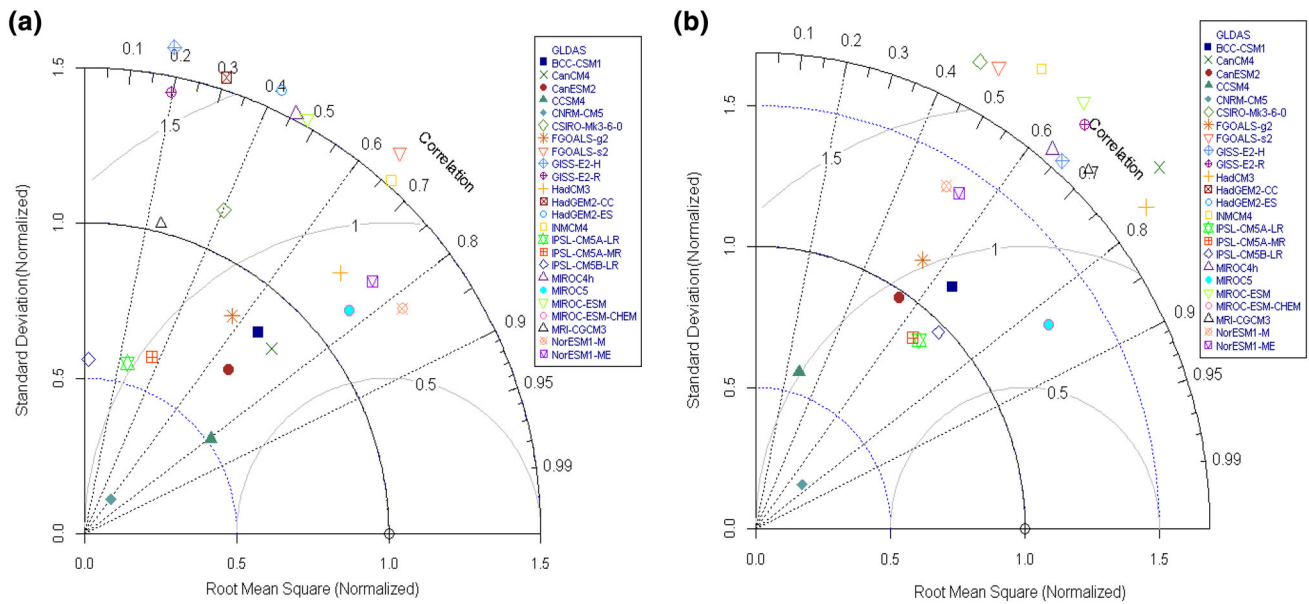 (a)
Standard Deviation(Normalized)
1.5
1.0
0.5
0.0
0.0
0.5
1.0
1.5
Root Mean Square (Normalized)
0.1
0.2
0.3
0.4
0.5
0.6
0.7
0.8
0.9
0.95
0.99
Correlation
1.5
1
0.5
GLDAS
BCC-CSM1
CanCM4
CanESM2
CCSM4
CNRM-CM5
CSIRO-Mk3-6-0
FGOALS-g2
FGOALS-s2
GISS-E2-H
GISS-E2-R
HadCM3
HadGEM2-CC
HadGEM2-ES
INMCM4
IPSL-CM5A-LR
IPSL-CM5A-MR
IPSL-CM5B-LR
MIROC4h
MIROC5
MIROC-ESM
MIROC-ESM-CHEM
MRI-CGCM3
NorESM1-M
NorESM1-ME
(b)
Standard Deviation(Normalized)
1.5
1.0
0.5
0.0
0.0
0.5
1.0
1.5
Root Mean Square (Normalized)
0.1
0.2
0.3
0.4
0.5
0.6
0.7
0.8
0.9
0.95
0.99
Correlation
1.5
1
0.5
GLDAS
BCC-CSM1
CanCM4
CanESM2
CCSM4
CNRM-CM5
CSIRO-Mk3-6-0
FGOALS-g2
FGOALS-s2
GISS-E2-H
GISS-E2-R
HadCM3
HadGEM2-CC
HadGEM2-ES
INMCM4
IPSL-CM5A-LR
IPSL-CM5A-MR
IPSL-CM5B-LR
MIROC4h
MIROC5
MIROC-ESM
MIROC-ESM-CHEM
MRI-CGCM3
NorESM1-M
NorESM1-ME